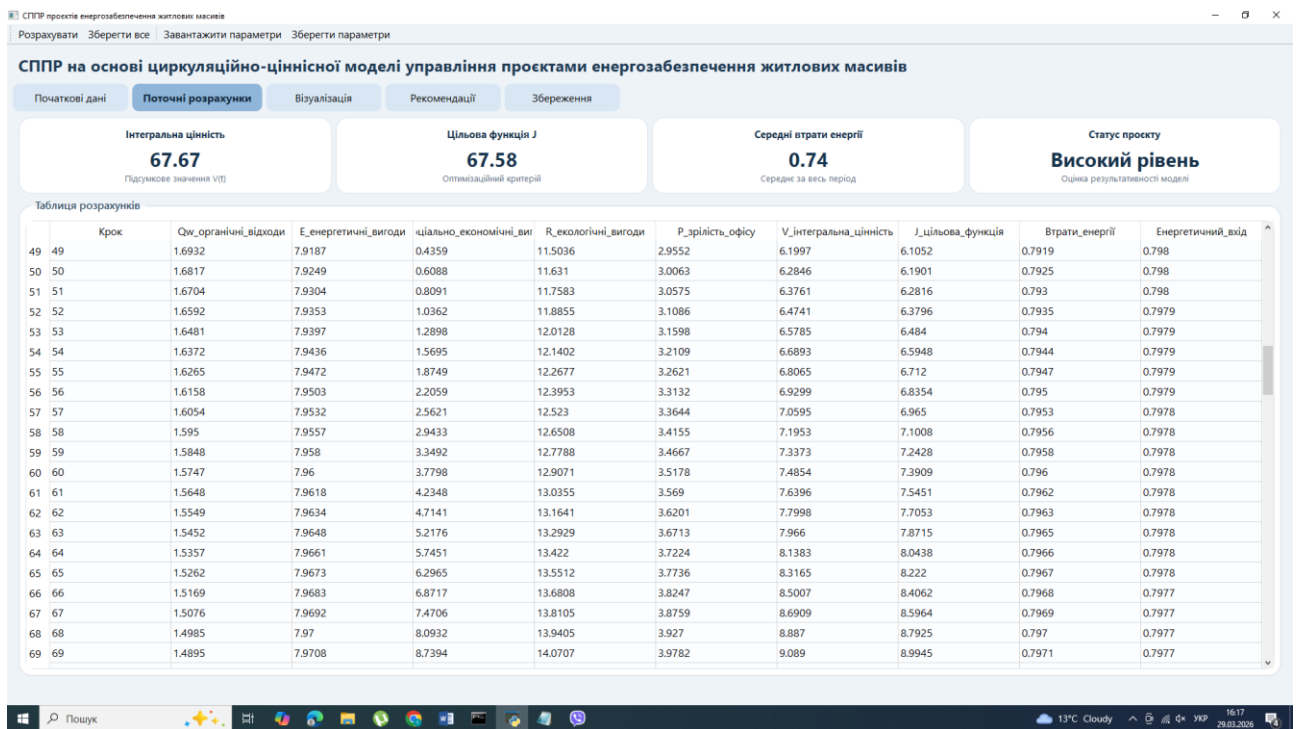 СППР проєктів енергозабезпечення житлових масивів
Розрахувати Зберегти все Завантажити параметри Зберегти параметри
СППР на основі циркуляційно-ціннісної моделі управління проєктами енергозабезпечення житлових масивів
Початкові дані Поточні розрахунки Візуалізація Рекомендації Збереження
Інтегральна цінність Цільова функція J Середні втрати енергії Статус проєкту
67.67 67.58 0.74 Високий рівень
Підсумкове значення V(t) Оптимізаційний критерій Середнє за весь період Оцінка результативності моделі
Таблиця розрахунків
Крок Qw_органічні_відходи E_енергетичні_вигоди ціально_економічні_виг R_екологічні_вигоди P_зрілість_офісу V_інтегральна_цінність J_цільова_функція Втрати_енергії Енергетичний_вхід
49 49 1.6932 7.9187 0.4359 11.5036 2.9552 6.1997 6.1052 0.7919 0.798
50 50 1.6817 7.9249 0.6088 11.631 3.0063 6.2846 6.1901 0.7925 0.798
51 51 1.6704 7.9304 0.8091 11.7583 3.0575 6.3761 6.2816 0.793 0.798
52 52 1.6592 7.9353 1.0362 11.8855 3.1086 6.4741 6.3796 0.7935 0.7979
53 53 1.6481 7.9397 1.2898 12.0128 3.1598 6.5785 6.484 0.794 0.7979
54 54 1.6372 7.9436 1.5695 12.1402 3.2109 6.6893 6.5948 0.7944 0.7979
55 55 1.6265 7.9472 1.8749 12.2677 3.2621 6.8065 6.712 0.7947 0.7979
56 56 1.6158 7.9503 2.2059 12.3953 3.3132 6.9299 6.8354 0.795 0.7979
57 57 1.6054 7.9532 2.5621 12.523 3.3644 7.0595 6.965 0.7953 0.7978
58 58 1.595 7.9557 2.9433 12.6508 3.4155 7.1953 7.1008 0.7956 0.7978
59 59 1.5848 7.958 3.3492 12.7788 3.4667 7.3373 7.2428 0.7958 0.7978
60 60 1.5747 7.96 3.7798 12.9071 3.5178 7.4854 7.3909 0.796 0.7978
61 61 1.5648 7.9618 4.2348 13.0355 3.569 7.6396 7.5451 0.7962 0.7978
62 62 1.5549 7.9634 4.7141 13.1641 3.6201 7.7998 7.7053 0.7963 0.7978
63 63 1.5452 7.9648 5.2176 13.2929 3.6713 7.966 7.8715 0.7965 0.7978
64 64 1.5357 7.9661 5.7451 13.422 3.7224 8.1383 8.0438 0.7966 0.7978
65 65 1.5262 7.9673 6.2965 13.5512 3.7736 8.3165 8.222 0.7967 0.7978
66 66 1.5169 7.9683 6.8717 13.6808 3.8247 8.5007 8.4062 0.7968 0.7977
67 67 1.5076 7.9692 7.4706 13.8105 3.8759 8.6909 8.5964 0.7969 0.7977
68 68 1.4985 7.97 8.0932 13.9405 3.927 8.887 8.7925 0.797 0.7977
69 69 1.4895 7.9708 8.7394 14.0707 3.9782 9.089 8.9945 0.7971 0.7977
Пошук 13°C Cloudy УКР 16:17
29.03.2026